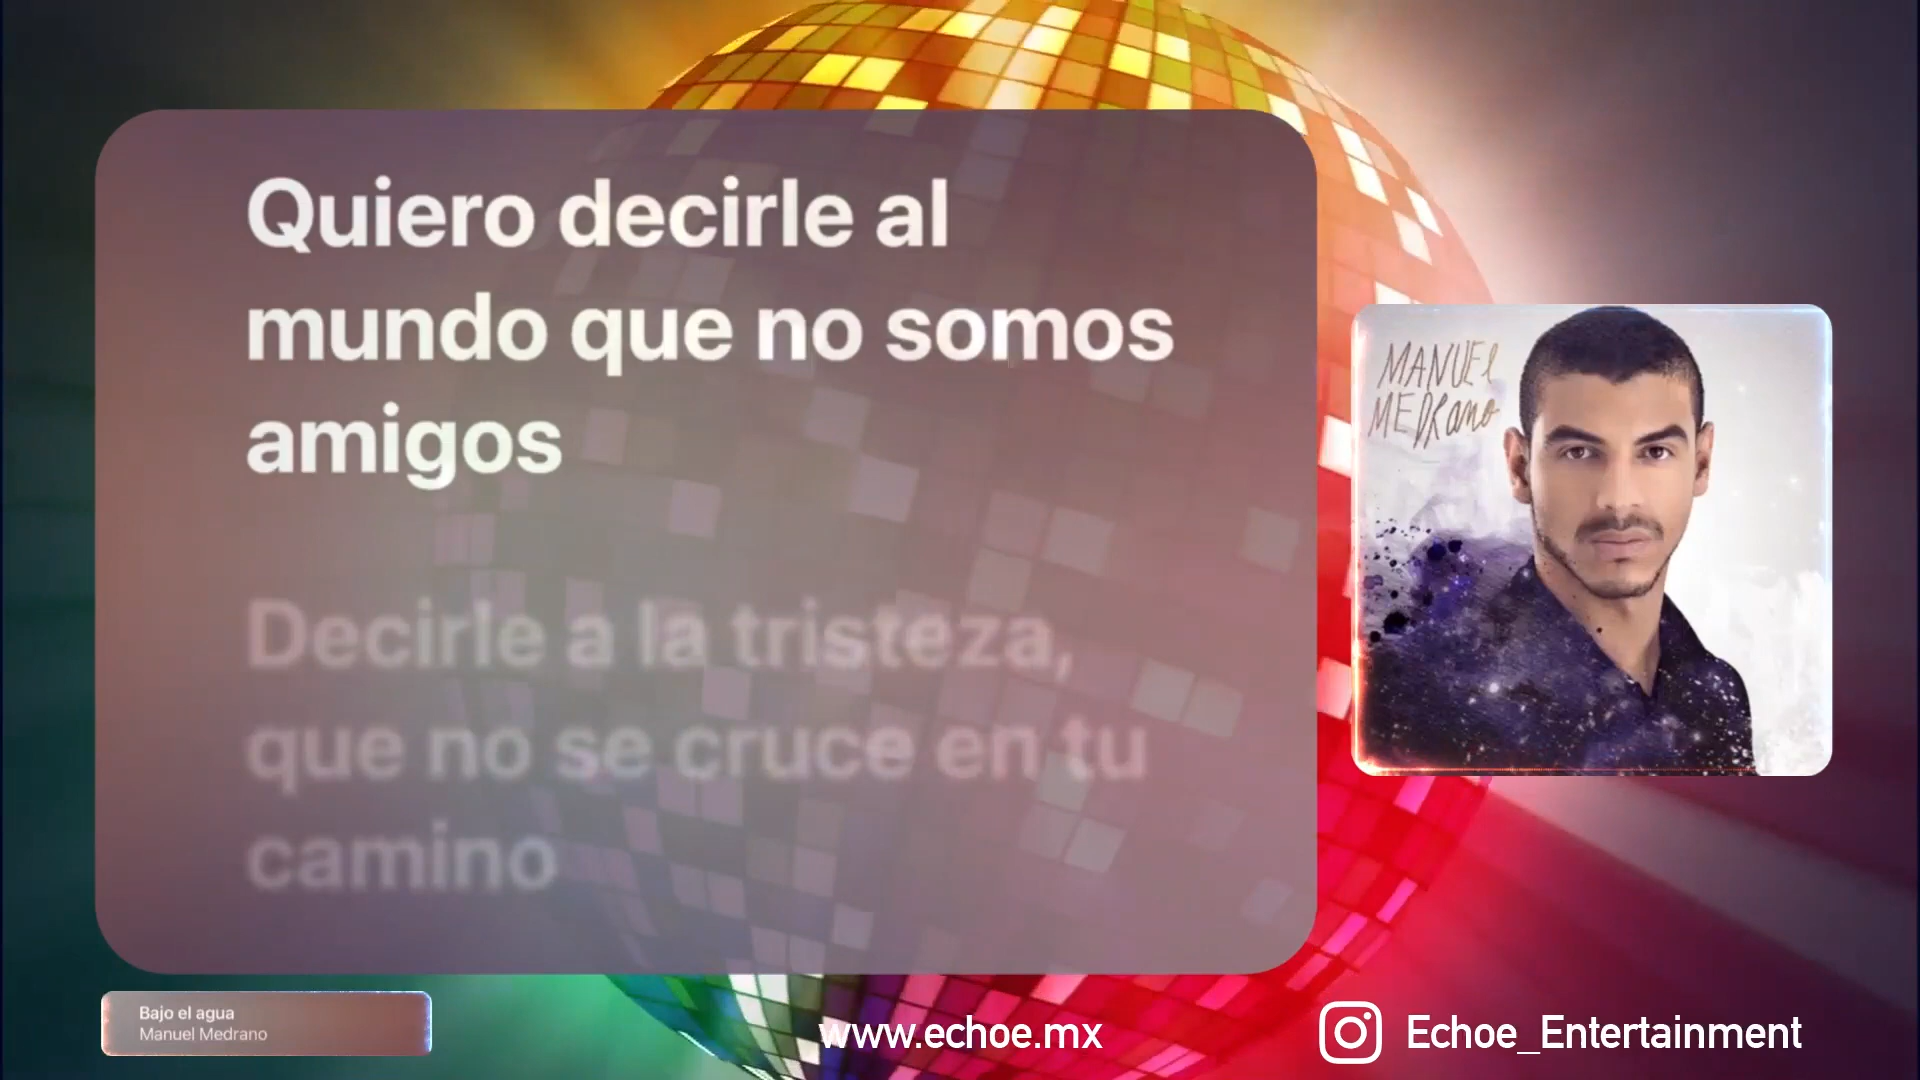 Quiero decirle al
mundo que no somos
amigos
Decirle a la tristeza,
que no se cruce en tu
camino
MANUEL
MEDRANO
Bajo el agua
Manuel Medrano
www.echoe.mx
Echoe_Entertainment